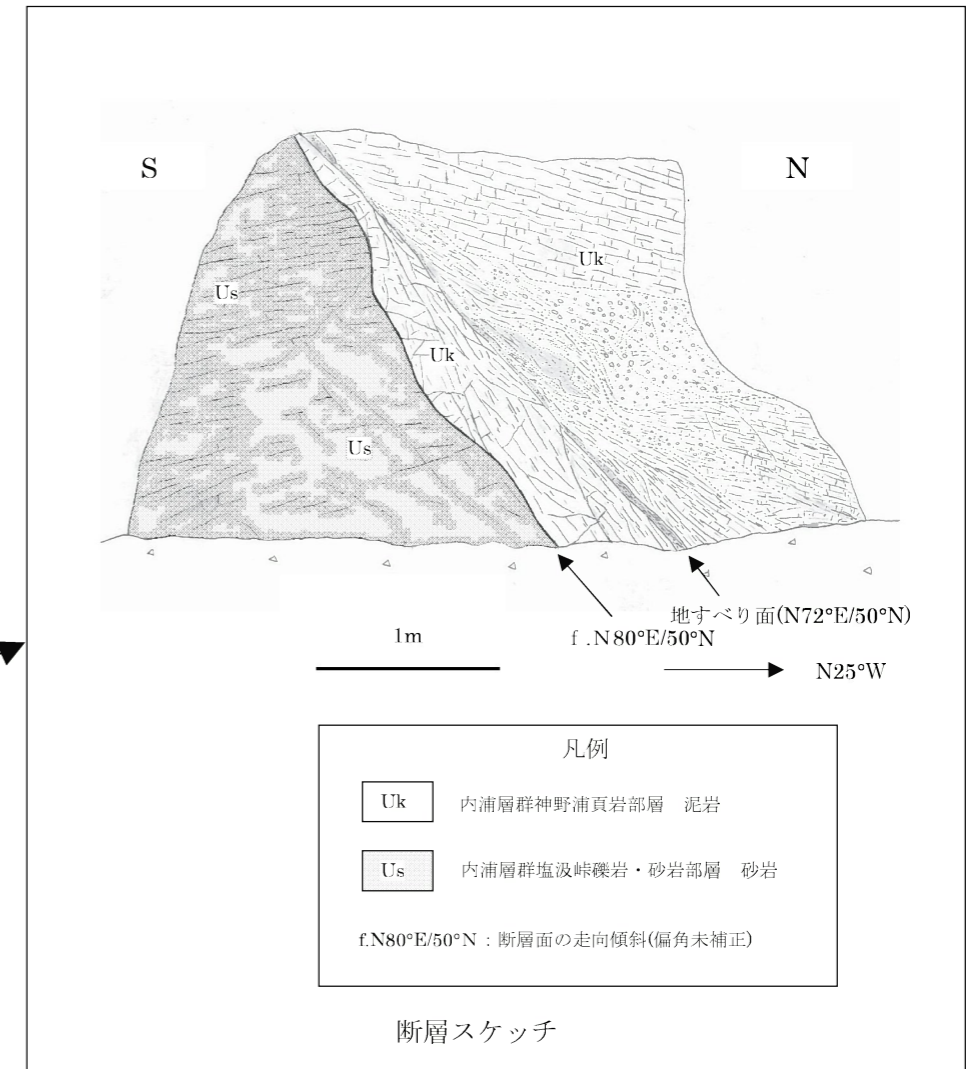 S
N
Uk
Us
Uk
Us
地すべり面(N72°E/50°N)
f .N80°E/50°N
1m
N25°W
凡例
Uk 内浦層群神野浦頁岩部層 泥岩
Us 内浦層群塩汲峠礫岩・砂岩部層 砂岩
f.N80°E/50°N：断層面の走向傾斜(偏角未補正)
断層スケッチ